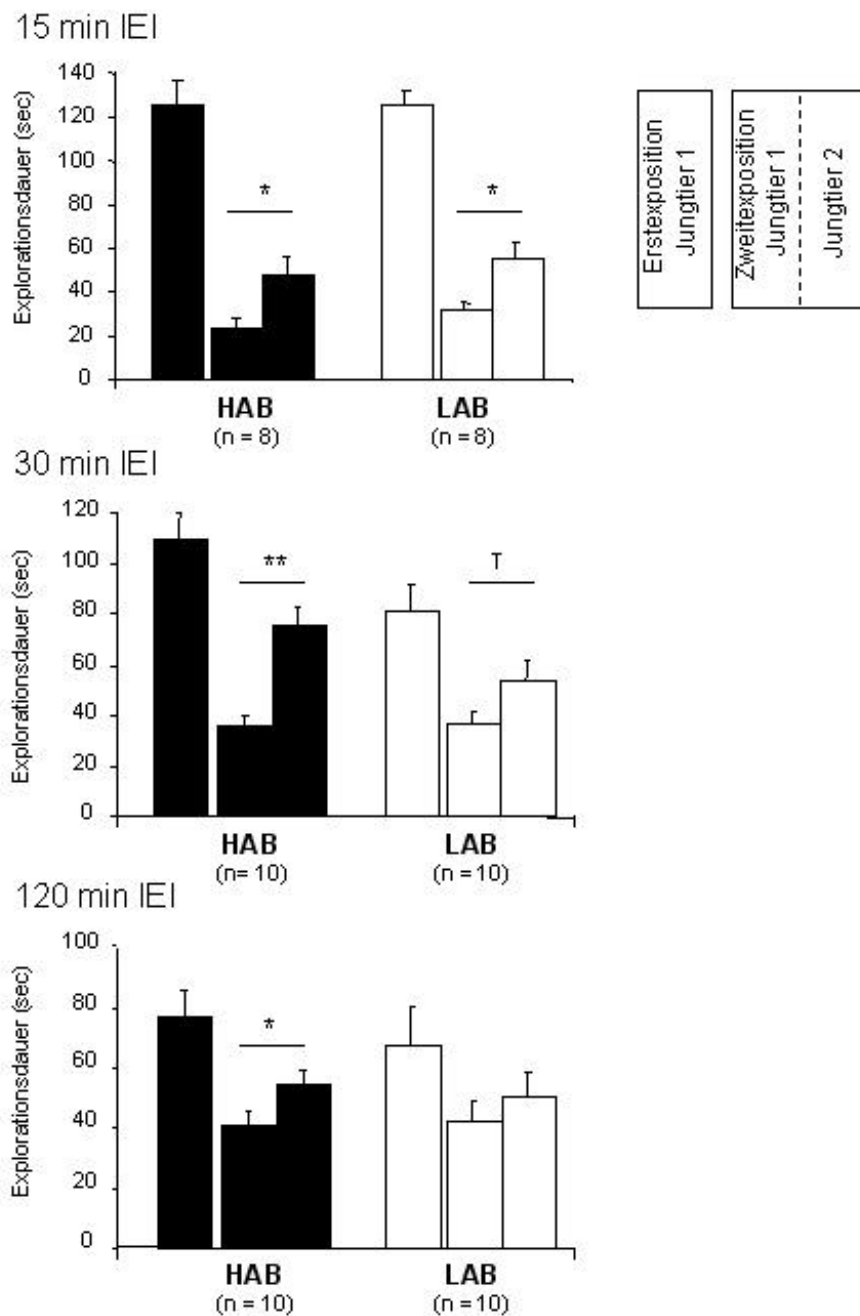 15 min IEI
Explorationsdauer (sec)
140
120
100
80
60
40
20
0
*
*
HAB
(n = 8)
LAB
(n = 8)
Erstexposition
Jungtier 1
Zweitexposition
Jungtier 1
Jungtier 2
30 min IEI
Explorationsdauer (sec)
120
100
80
60
40
20
0
**
T
HAB
(n= 10)
LAB
(n = 10)
120 min IEI
Explorationsdauer (sec)
100
80
60
40
20
0
*
HAB
(n = 10)
LAB
(n = 10)